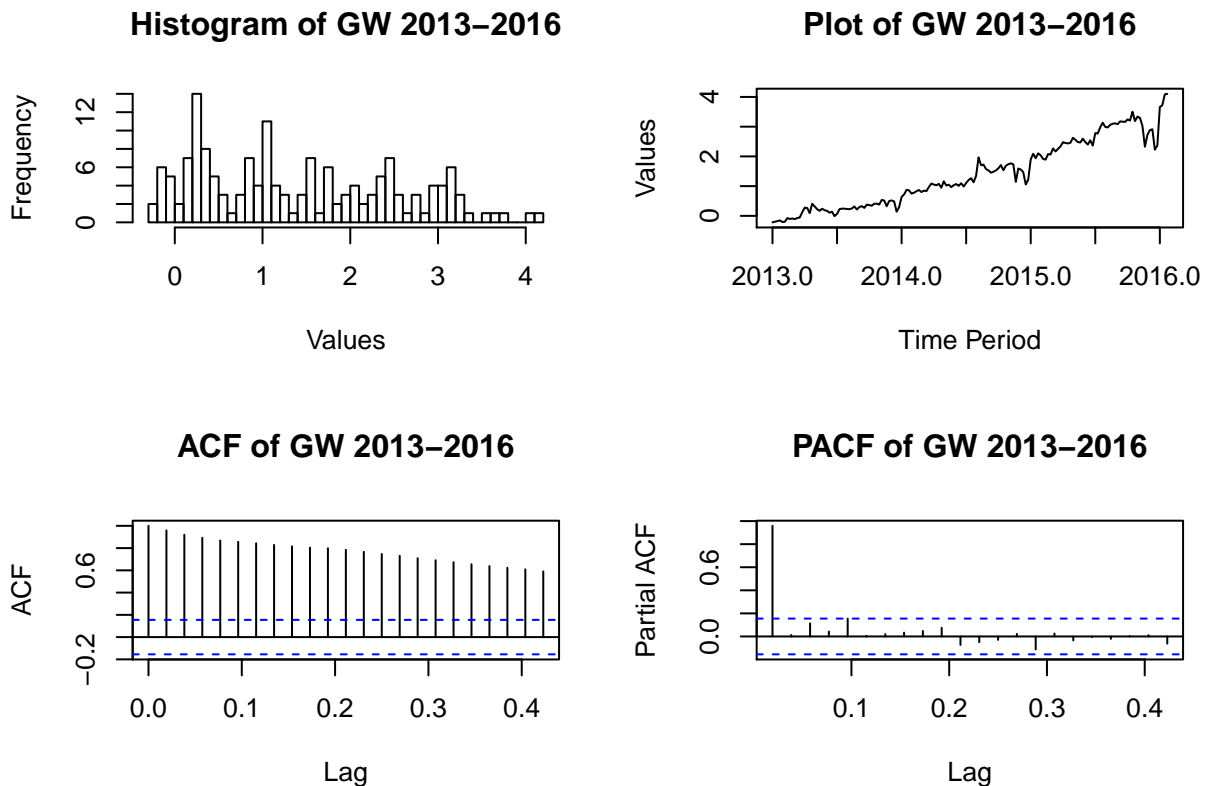 Histogram of GW 2013−2016
Frequency
0 6 12
0 1 2 3 4
Values
Plot of GW 2013−2016
Values
0 2 4
2013.0 2014.0 2015.0 2016.0
Time Period
ACF of GW 2013−2016
ACF
−0.2 0.6
0.0 0.1 0.2 0.3 0.4
Lag
PACF of GW 2013−2016
Partial ACF
0.0 0.6
0.1 0.2 0.3 0.4
Lag